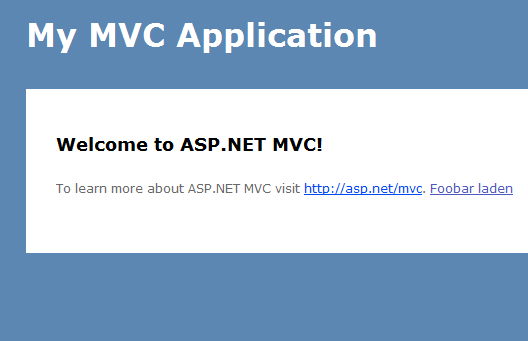 My MVC Application
Welcome to ASP.NET MVC!
To learn more about ASP.NET MVC visit http://asp.net/mvc. Foobar laden